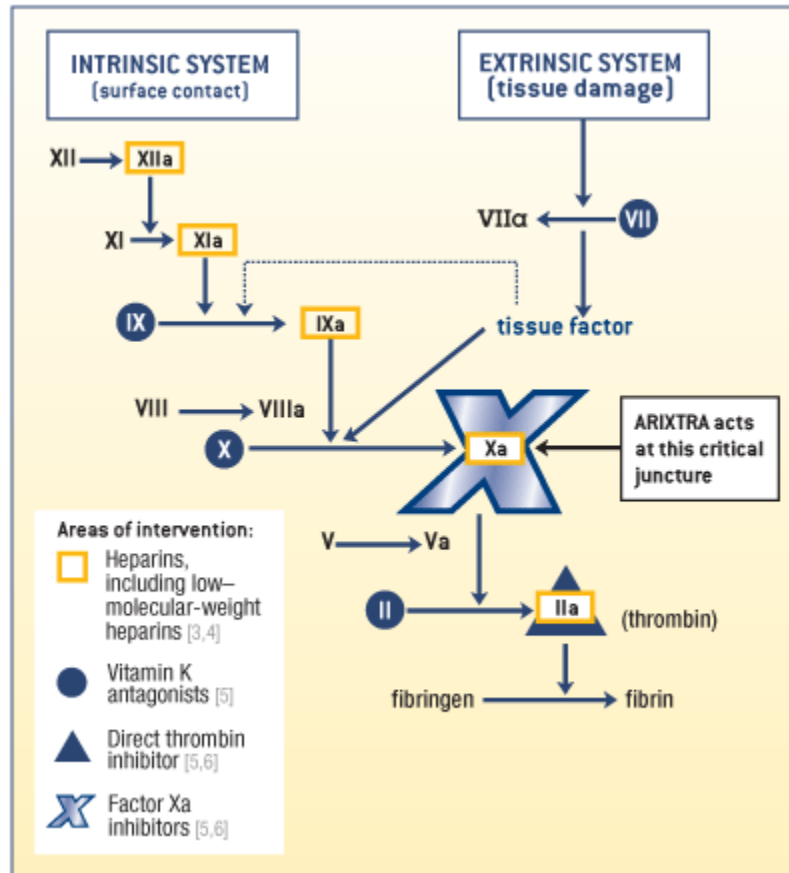 INTRINSIC SYSTEM
(surface contact)
EXTRINSIC SYSTEM
(tissue damage)
XII
XIIa
XI
XIa
VIIα
VII
IX
IXa
tissue factor
VIII
VIIIa
X
Xa
ARIXTRA acts
at this critical
juncture
Areas of intervention:
Heparins,
including low–
molecular-weight
heparins [3,4]
Vitamin K
antagonists [5]
Direct thrombin
inhibitor [5,6]
Factor Xa
inhibitors [5,6]
V
Va
II
IIa
(thrombin)
fibringen
fibrin